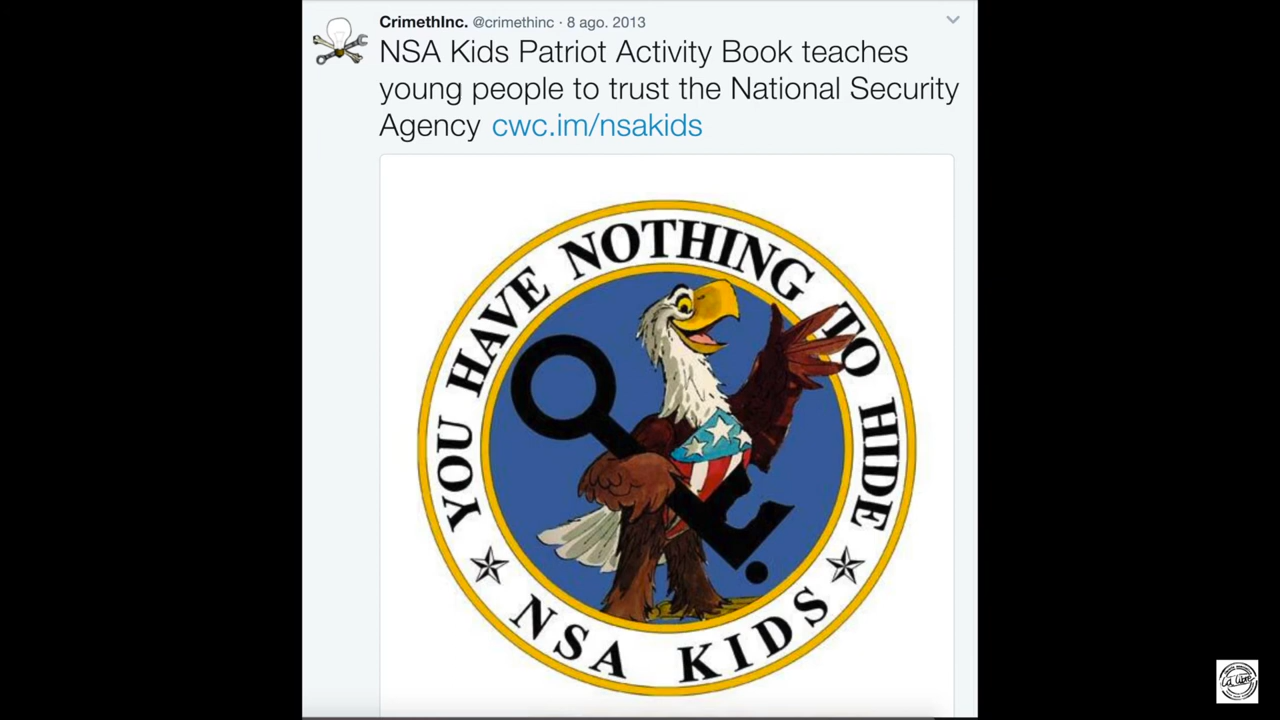 CrimethInc. @crimethinc · 8 ago. 2013
NSA Kids Patriot Activity Book teaches
young people to trust the National Security
Agency cwc.im/nsakids
YOU HAVE NOTHING TO HIDE
NSA KIDS